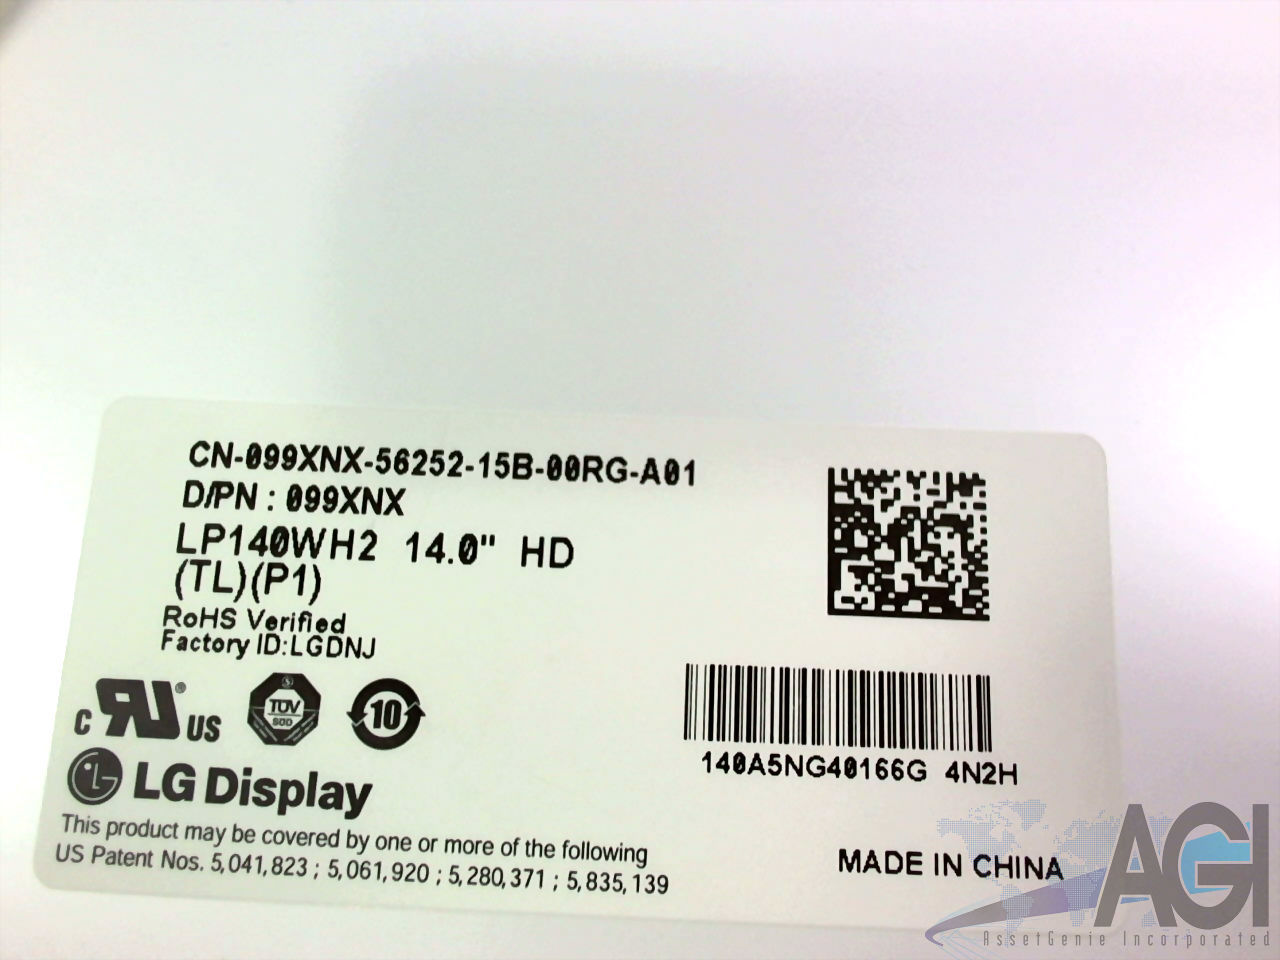 CN-099XNX-56252-15B-00RG-A01
D/PN : 099XNX
LP140WH2 14.0" HD
(TL)(P1)
RoHS Verified
Factory ID:LGDNJ
C RU® US
TÜV
SÜD
10
LG Display
This product may be covered by one or more of the following
US Patent Nos. 5,041,823 ; 5,061,920 ; 5,280,371 ; 5,835,139
140A5NG40166G 4N2H
MADE IN CHINA
AGI
AssetGenie Incorporated